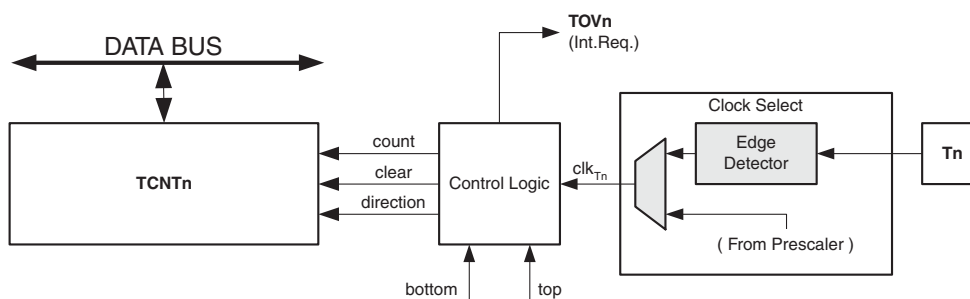 TOVn
(Int.Req.)
DATA BUS
Clock Select
count
Edge
Detector
Tn
TCNTn
clear
Control Logic
clkTn
direction
( From Prescaler )
bottom
top